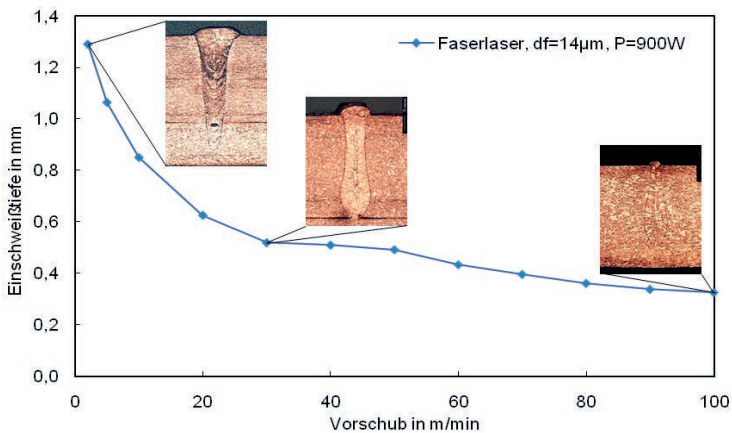 1,4
1,2
1,0
0,8
0,6
0,4
0,2
0,0
Einschweißtiefe in mm
Faserlaser, df=14µm, P=900W
0 20 40 60 80 100
Vorschub in m/min